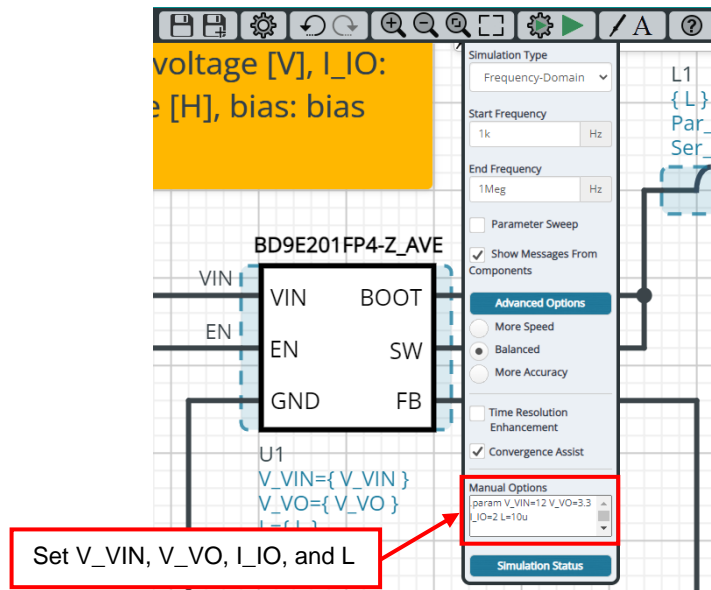 A
?
voltage [V], I_IO:
e [H], bias: bias
Simulation Type
Frequency-Domain
Start Frequency
1k Hz
End Frequency
1Meg Hz
Parameter Sweep
Show Messages From
Components
Advanced Options
More Speed
Balanced
More Accuracy
Time Resolution
Enhancement
Convergence Assist
Manual Options
.param V_VIN=12 V_VO=3.3
I_IO=2 L=10u
Simulation Status
L1
{ L }
Par_
Ser_
BD9E201FP4-Z_AVE
VIN
EN
VIN BOOT
EN SW
GND FB
U1
V_VIN={ V_VIN }
V_VO={ V_VO }
L={ L }
Set V_VIN, V_VO, I_IO, and L